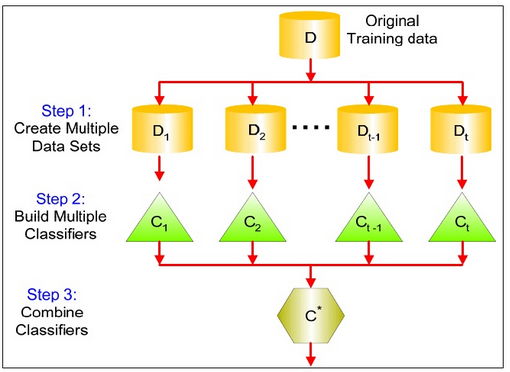 D
Original
Training data
Step 1:
Create Multiple
Data Sets
D1
D2
....
Dt-1
Dt
Step 2:
Build Multiple
Classifiers
C1
C2
Ct-1
Ct
Step 3:
Combine
Classifiers
C*